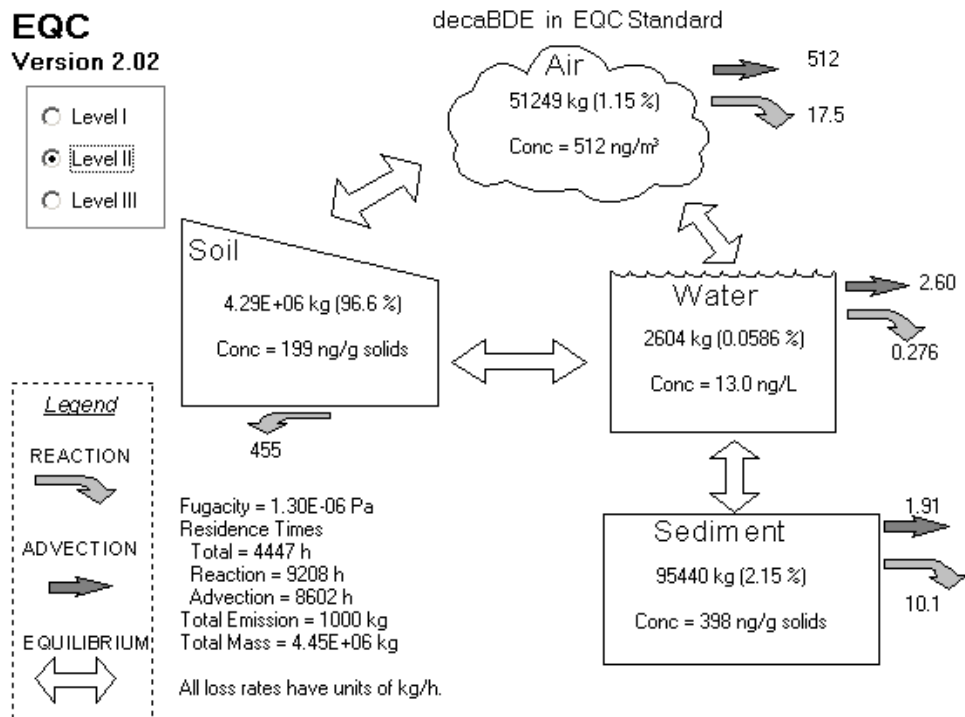 EQC
Version 2.02
Level I
Level II
Level III
decaBDE in EQC Standard
Air
51249 kg (1.15 %)
Conc = 512 ng/m³
512
17.5
Soil
4.29E+06 kg (96.6 %)
Conc = 199 ng/g solids
455
Water
2604 kg (0.0586 %)
Conc = 13.0 ng/L
2.60
0.276
Sediment
95440 kg (2.15 %)
Conc = 398 ng/g solids
1.91
10.1
Legend
REACTION
ADVECTION
EQUILIBRIUM
Fugacity = 1.30E-06 Pa
Residence Times
Total = 4447 h
Reaction = 9208 h
Advection = 8602 h
Total Emission = 1000 kg
Total Mass = 4.45E+06 kg
All loss rates have units of kg/h.